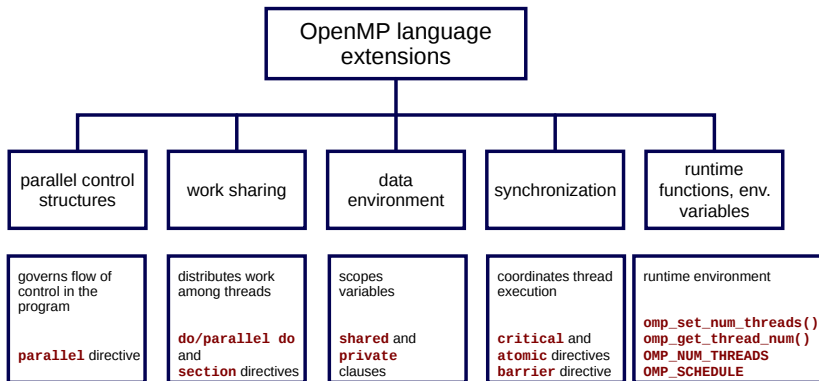 OpenMP language
extensions
parallel control
structures
work sharing
data
environment
synchronization
runtime
functions, env.
variables
governs flow of
control in the
program
parallel directive
distributes work
among threads
do/parallel do
and
section directives
scopes
variables
shared and
private
clauses
coordinates thread
execution
critical and
atomic directives
barrier directive
runtime environment
omp_set_num_threads()
omp_get_thread_num()
OMP_NUM_THREADS
OMP_SCHEDULE